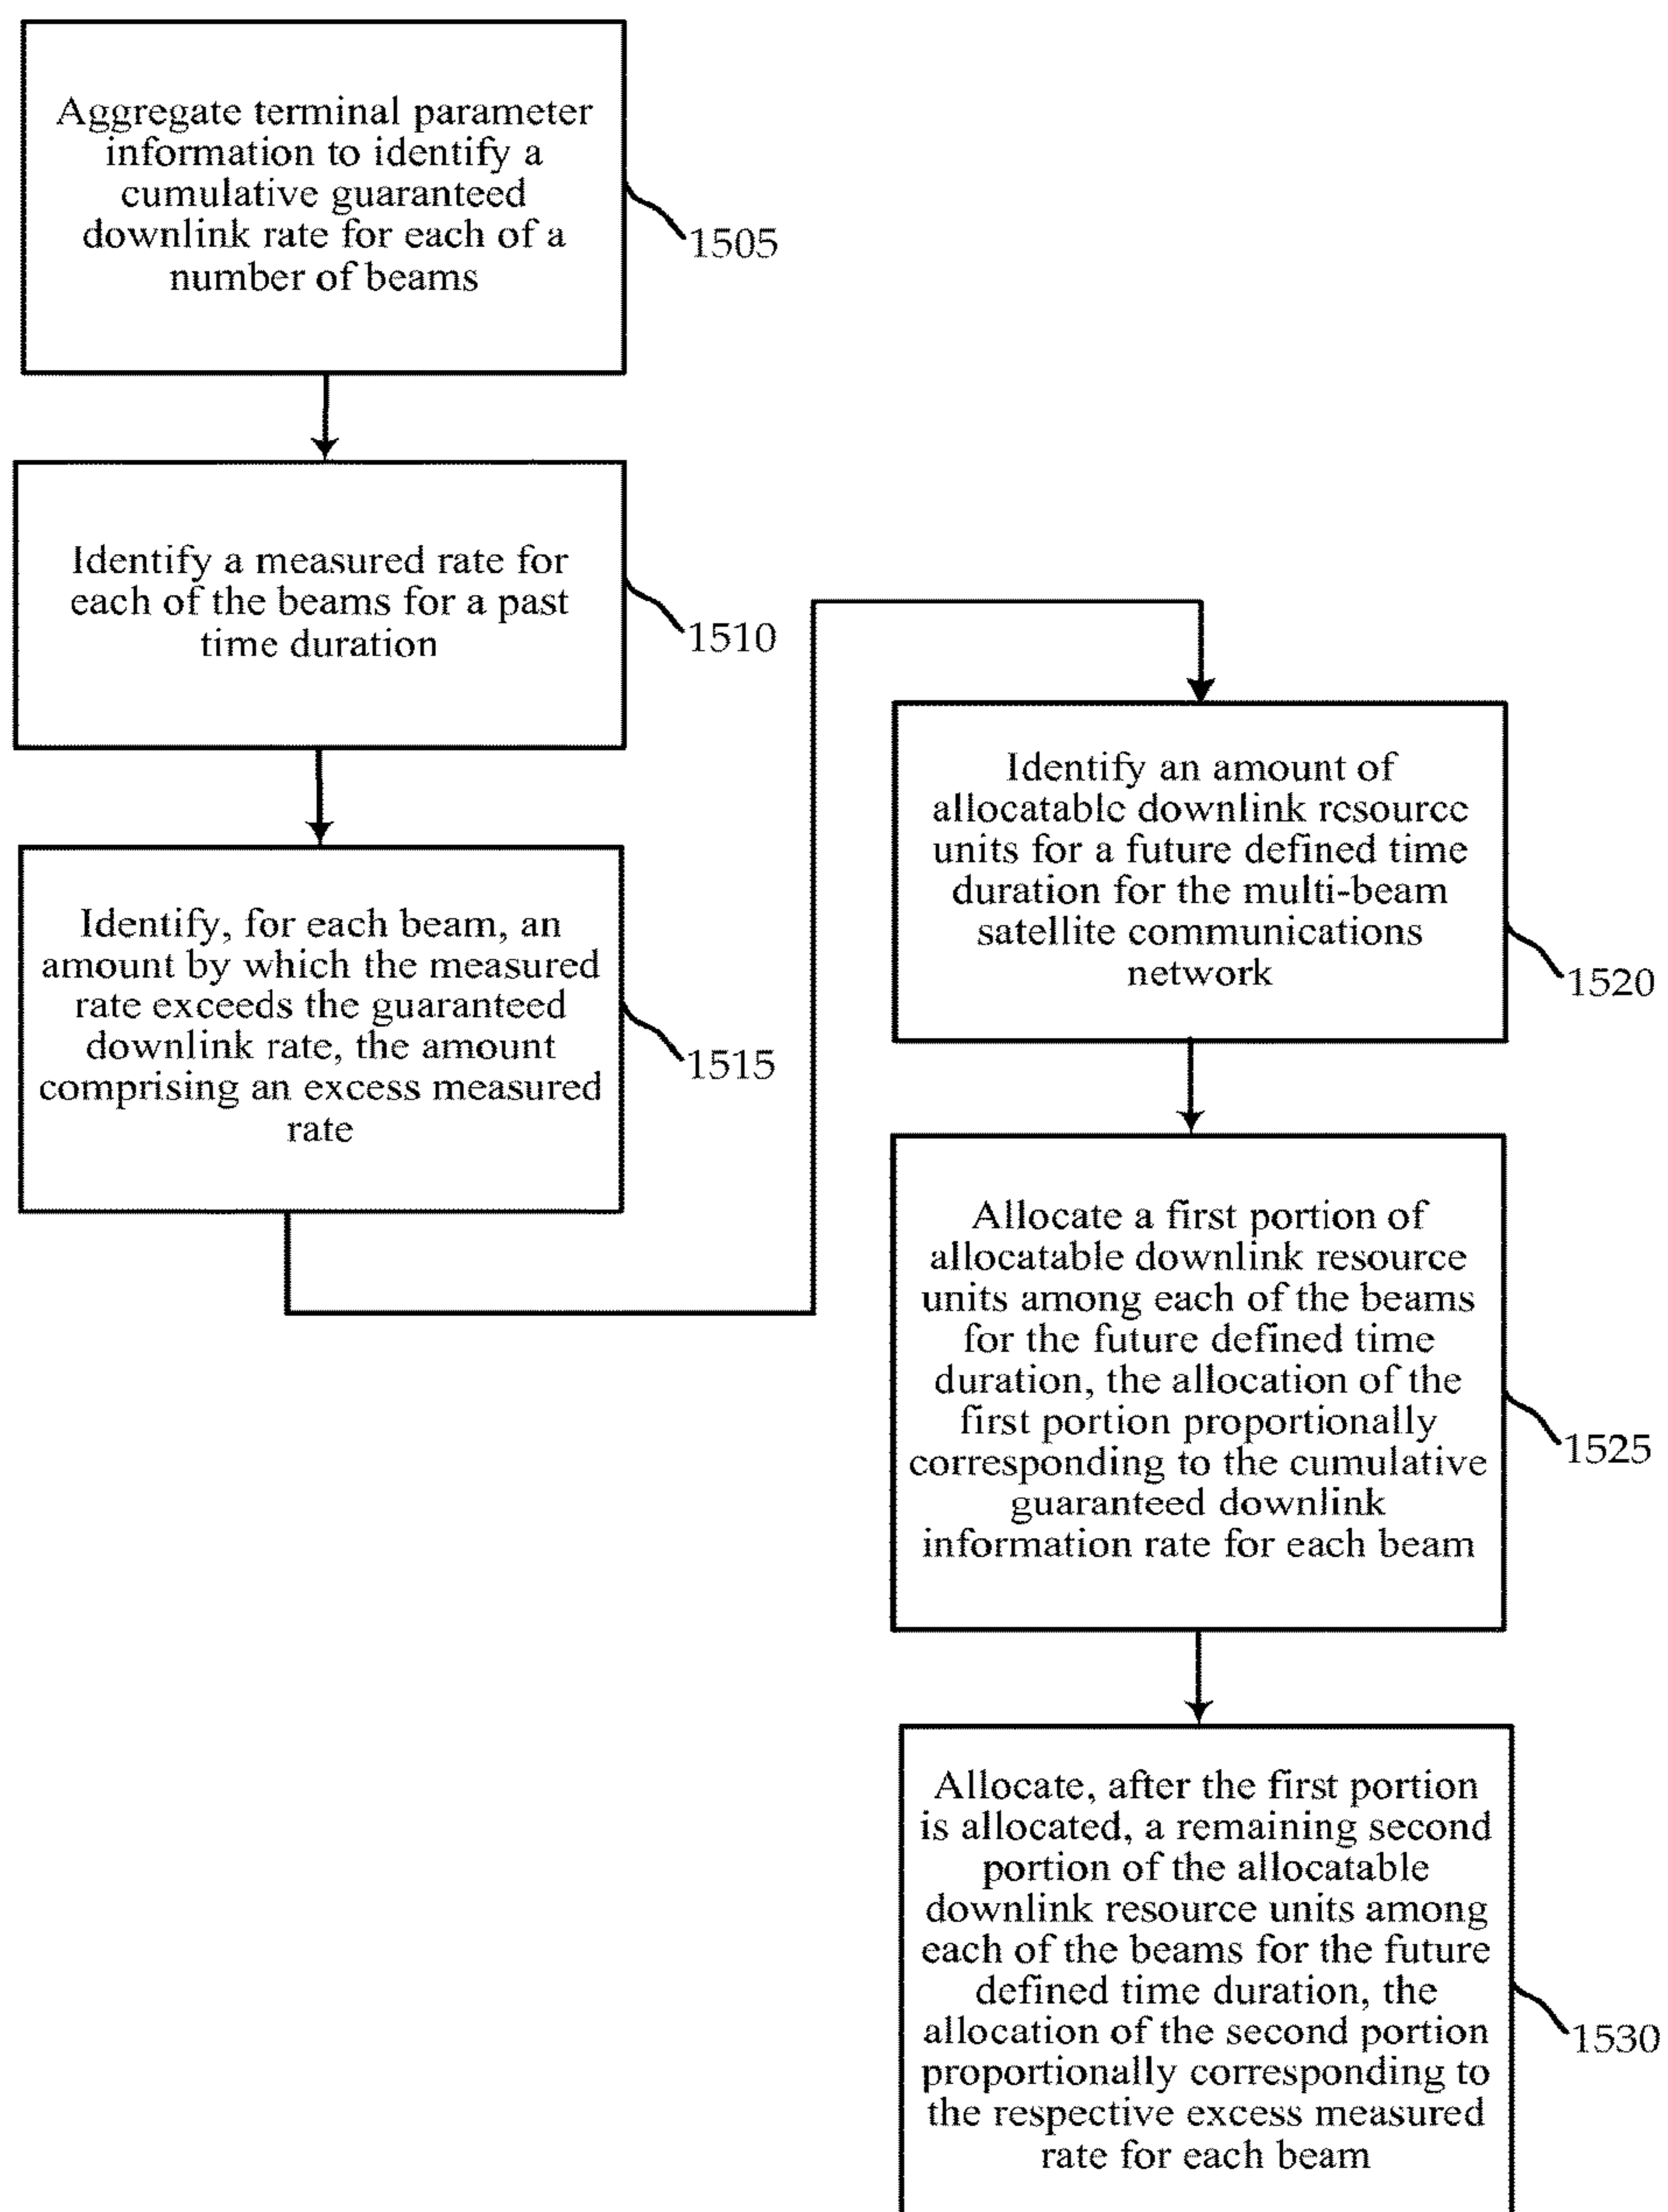 Aggregate terminal parameter
information to identify a
cumulative guaranteed
downlink rate for each of a
number of beams
1505
Identify a measured rate for
each of the beams for a past
time duration
1510
Identify, for each beam, an
amount by which the measured
rate exceeds the guaranteed
downlink rate, the amount
comprising an excess measured
rate
1515
Identify an amount of
allocatable downlink resource
units for a future defined time
duration for the multi-beam
satellite communications
network
1520
Allocate a first portion of
allocatable downlink resource
units among each of the beams
for the future defined time
duration, the allocation of the
first portion proportionally
corresponding to the cumulative
guaranteed downlink
information rate for each beam
1525
Allocate, after the first portion
is allocated, a remaining second
portion of the allocatable
downlink resource units among
each of the beams for the future
defined time duration, the
allocation of the second portion
proportionally corresponding to
the respective excess measured
rate for each beam
1530